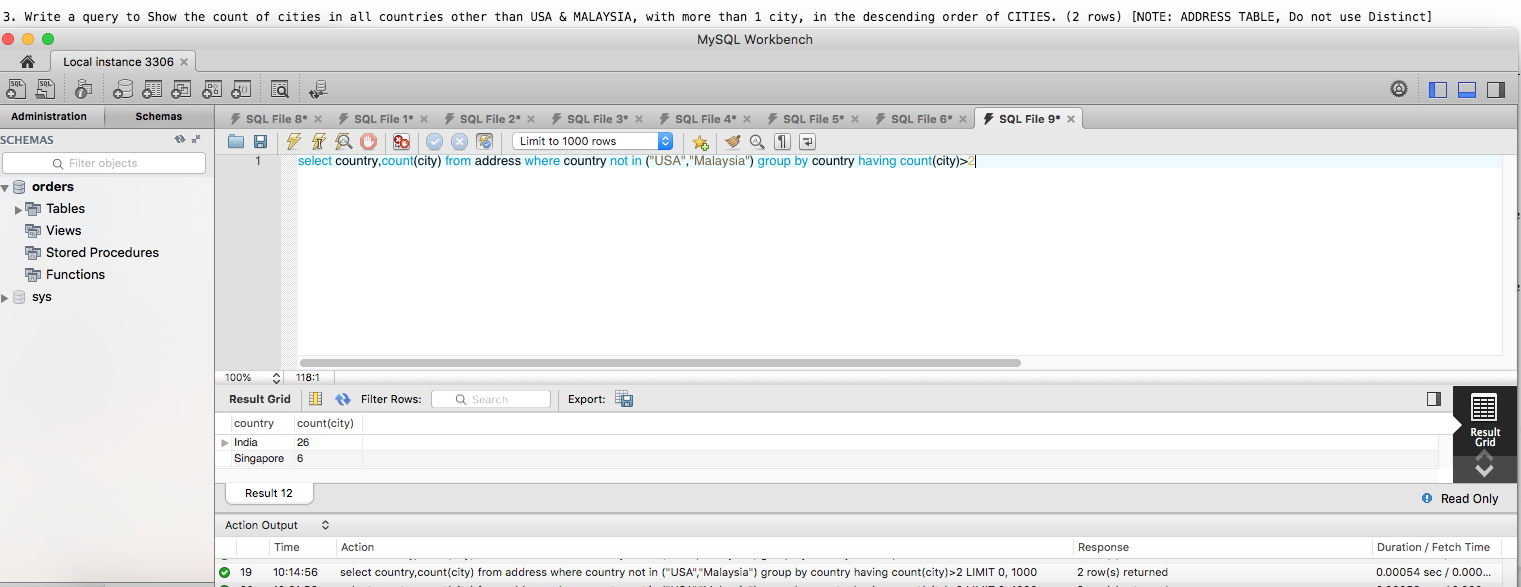 3. Write a query to Show the count of cities in all countries other than USA & MALAYSIA, with more than 1 city, in the descending order of CITIES. (2 rows) [NOTE: ADDRESS TABLE, Do not use Distinct]
MySQL Workbench
Local instance 3306
Administration
Schemas
SQL File 8*
SQL File 1*
SQL File 2*
SQL File 3*
SQL File 4*
SQL File 5*
SQL File 6*
SQL File 9*
SCHEMAS
Limit to 1000 rows
Filter objects
1 select country,count(city) from address where country not in ("USA","Malaysia") group by country having count(city)>2
orders
Tables
Views
Stored Procedures
Functions
sys
100%
118:1
Result Grid
Filter Rows:
Search
Export:
country count(city)
India 26
Singapore 6
Result Grid
Result 12
Read Only
Action Output
Time Action Response Duration / Fetch Time
19 10:14:56 select country,count(city) from address where country not in ("USA","Malaysia") group by country having count(city)>2 LIMIT 0, 1000 2 row(s) returned 0.00054 sec / 0.000...